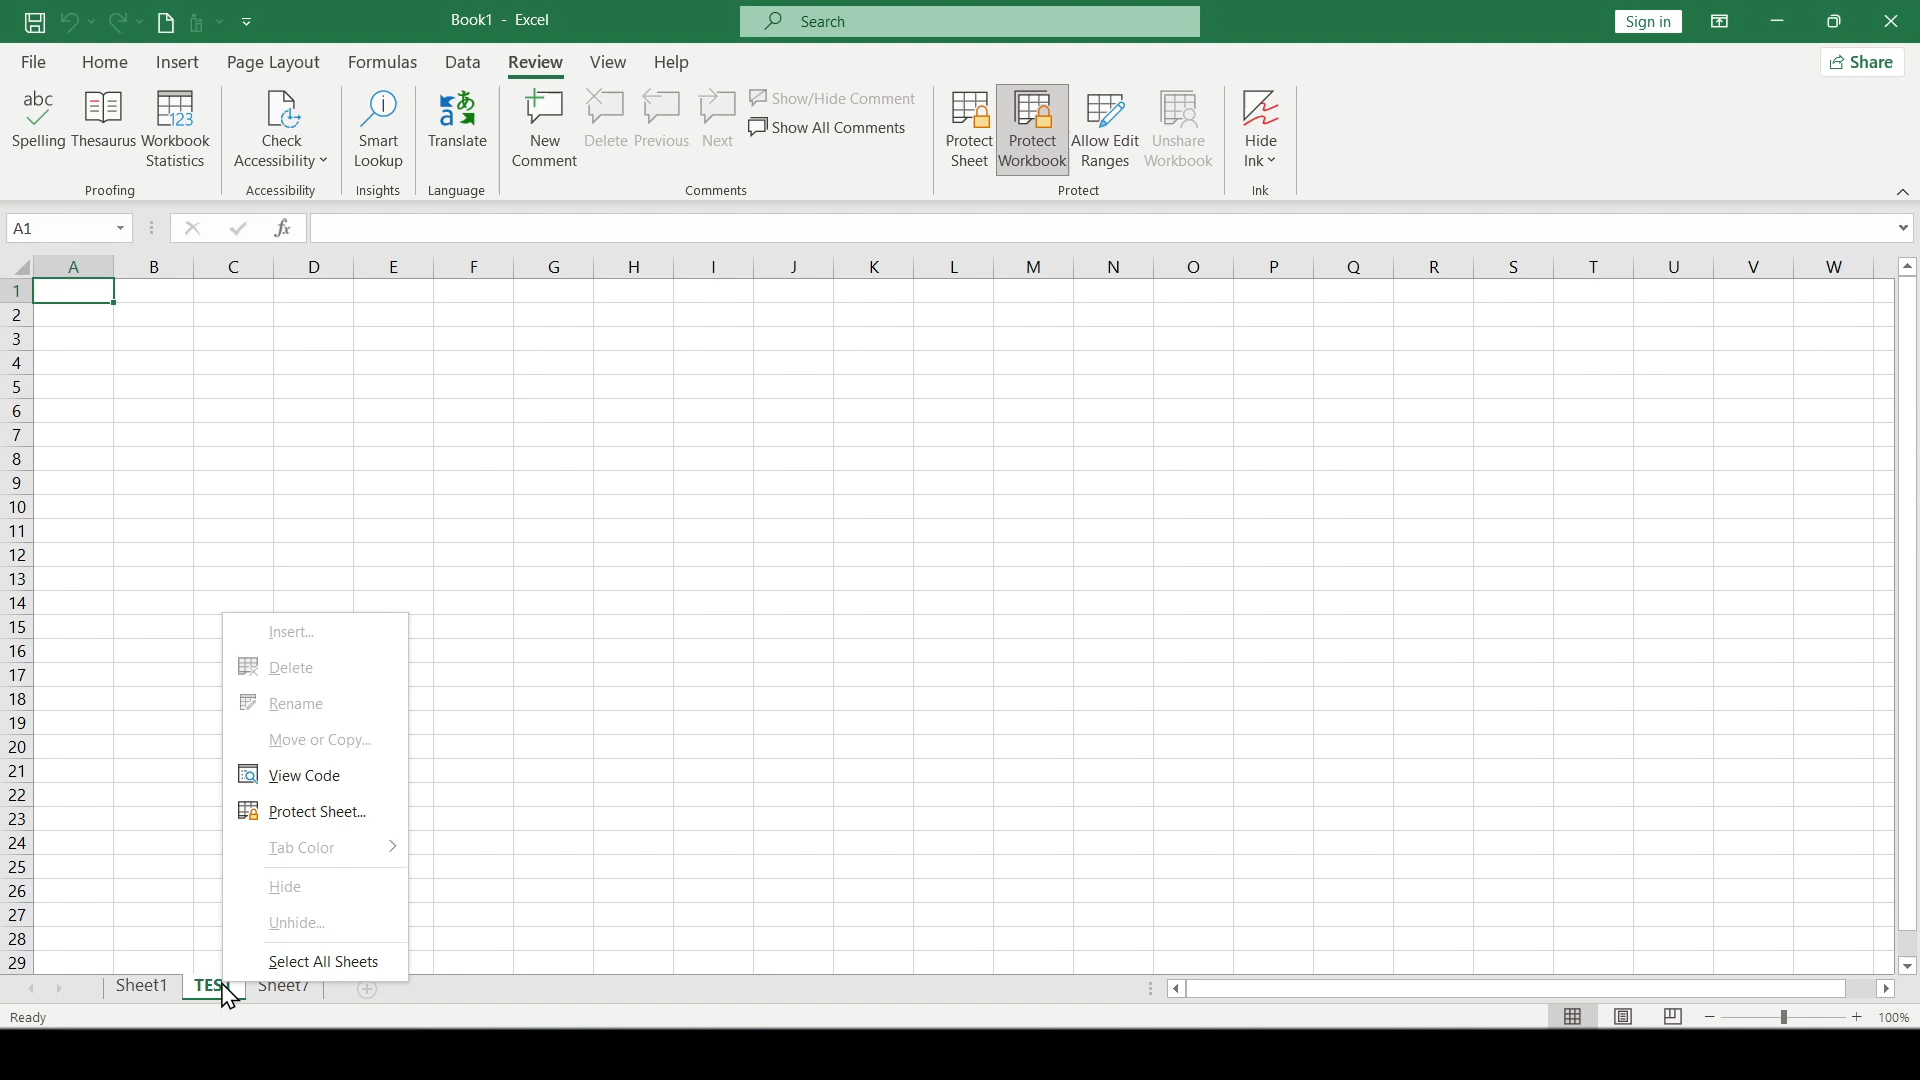 Book1 - Excel
Search
Sign in
File Home Insert Page Layout Formulas Data Review View Help
Share
abc
Spelling
Thesaurus
123
Workbook
Statistics
Proofing
Check
Accessibility
Accessibility
Smart
Lookup
Insights
Translate
Language
New
Comment
Delete
Previous
Next
Show/Hide Comment
Show All Comments
Comments
Protect
Sheet
Protect
Workbook
Allow Edit
Ranges
Unshare
Workbook
Protect
Hide
Ink
Ink
A1
fx
A B C D E F G H I J K L M N O P Q R S T U V W
1
2
3
4
5
6
7
8
9
10
11
12
13
14
15
16
17
18
19
20
21
22
23
24
25
26
27
28
29
Insert...
Delete
Rename
Move or Copy...
View Code
Protect Sheet...
Tab Color
Hide
Unhide...
Select All Sheets
Sheet1 TEST Sheet7
Ready
100%